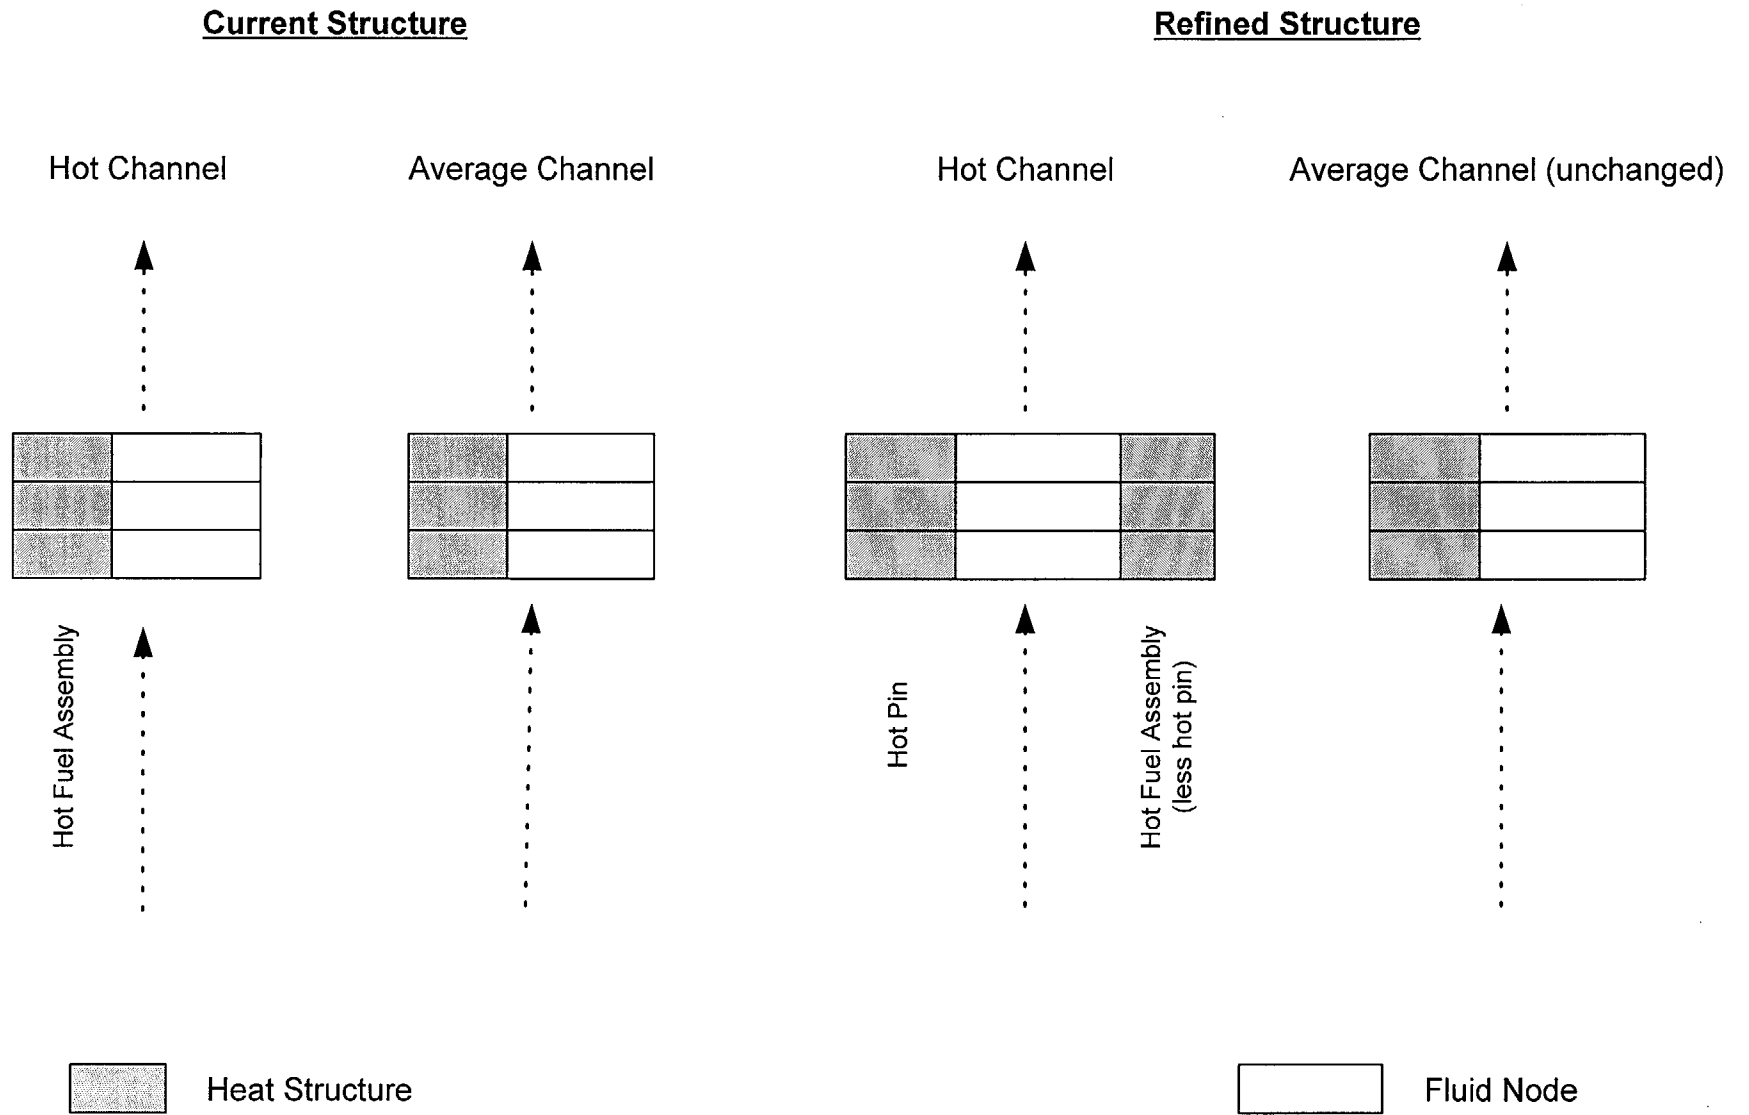 Current Structure
Refined Structure
Hot Channel
Average Channel
Hot Channel
Average Channel (unchanged)
Hot Fuel Assembly
Hot Pin
Hot Fuel Assembly
(less hot pin)
Heat Structure
Fluid Node